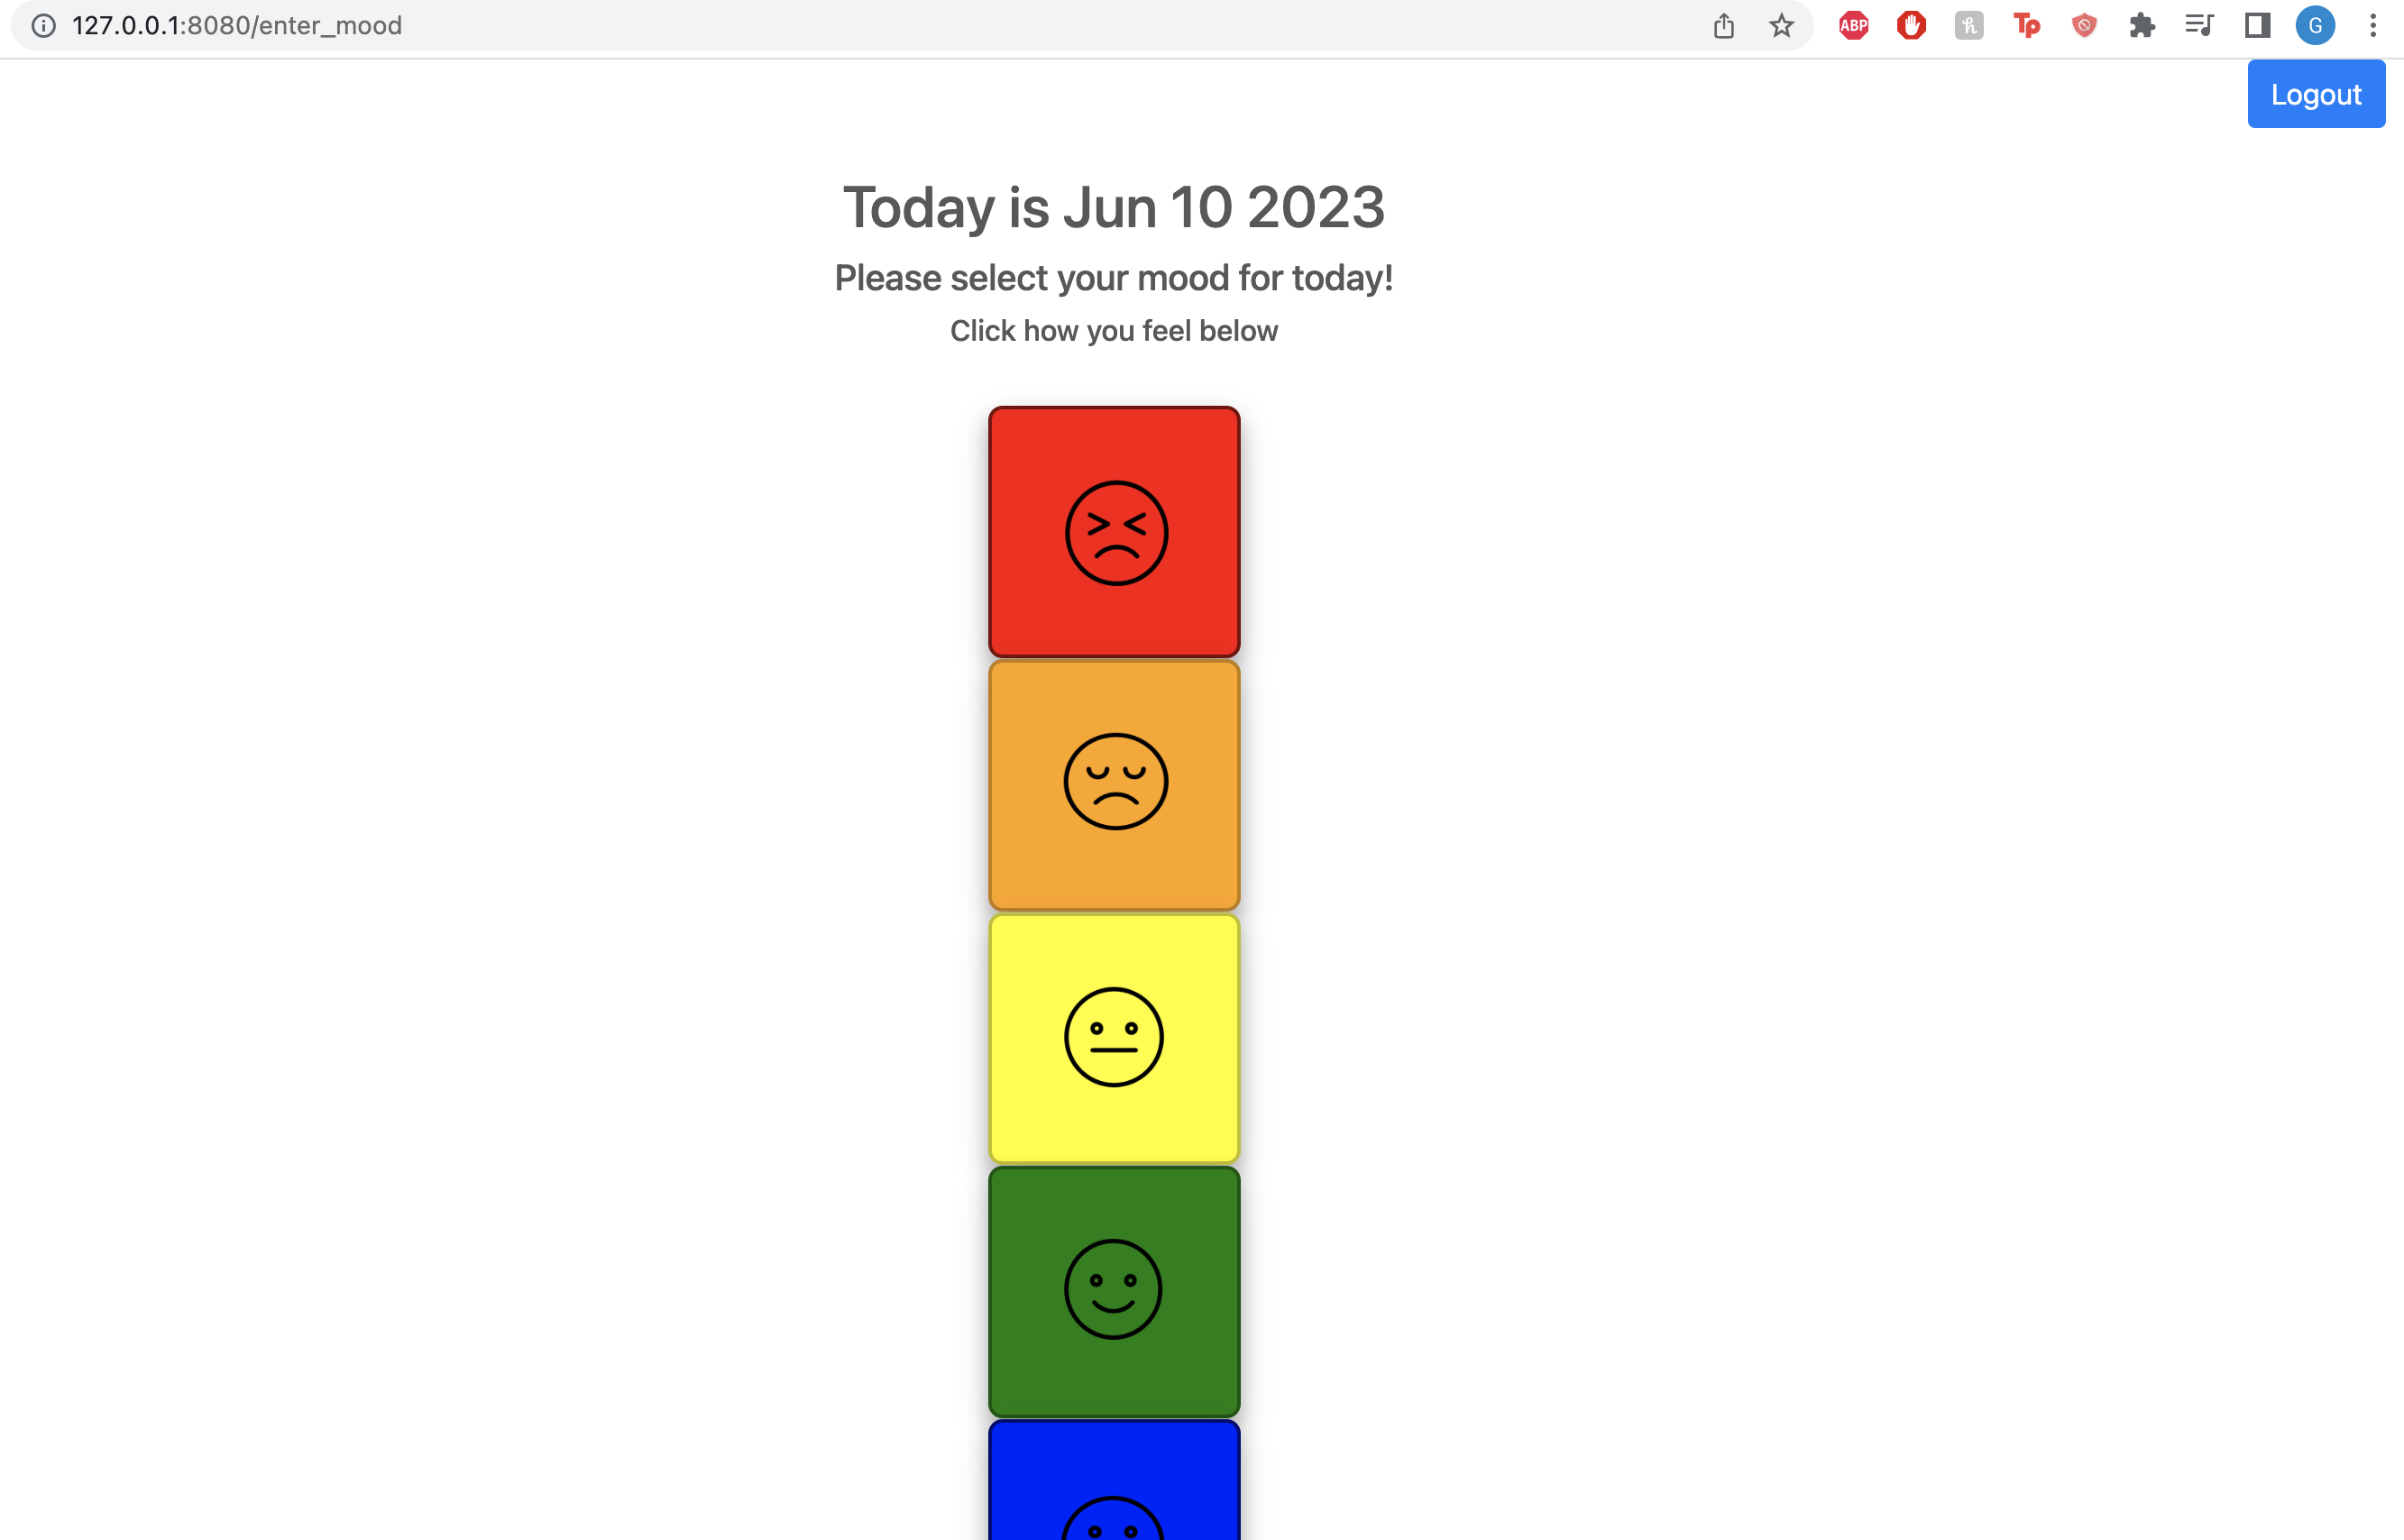 127.0.0.1:8080/enter_mood
ABP
h
Tp
G
Logout
Today is Jun 10 2023
Please select your mood for today!
Click how you feel below